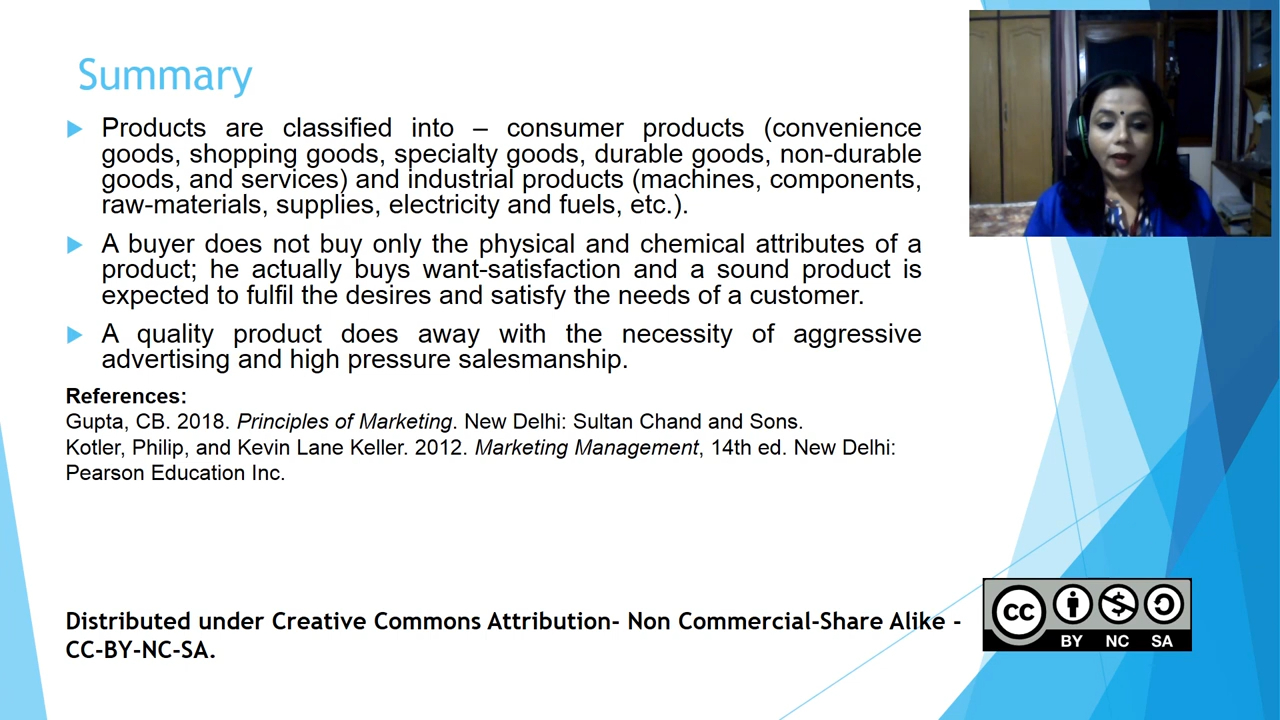 Summary
Products are classified into – consumer products (convenience
goods, shopping goods, specialty goods, durable goods, non-durable
goods, and services) and industrial products (machines, components,
raw-materials, supplies, electricity and fuels, etc.).
A buyer does not buy only the physical and chemical attributes of a
product; he actually buys want-satisfaction and a sound product is
expected to fulfil the desires and satisfy the needs of a customer.
A quality product does away with the necessity of aggressive
advertising and high pressure salesmanship.
References:
Gupta, CB. 2018. Principles of Marketing. New Delhi: Sultan Chand and Sons.
Kotler, Philip, and Kevin Lane Keller. 2012. Marketing Management, 14th ed. New Delhi:
Pearson Education Inc.
Distributed under Creative Commons Attribution- Non Commercial-Share Alike -
CC-BY-NC-SA.
CC
BY NC SA